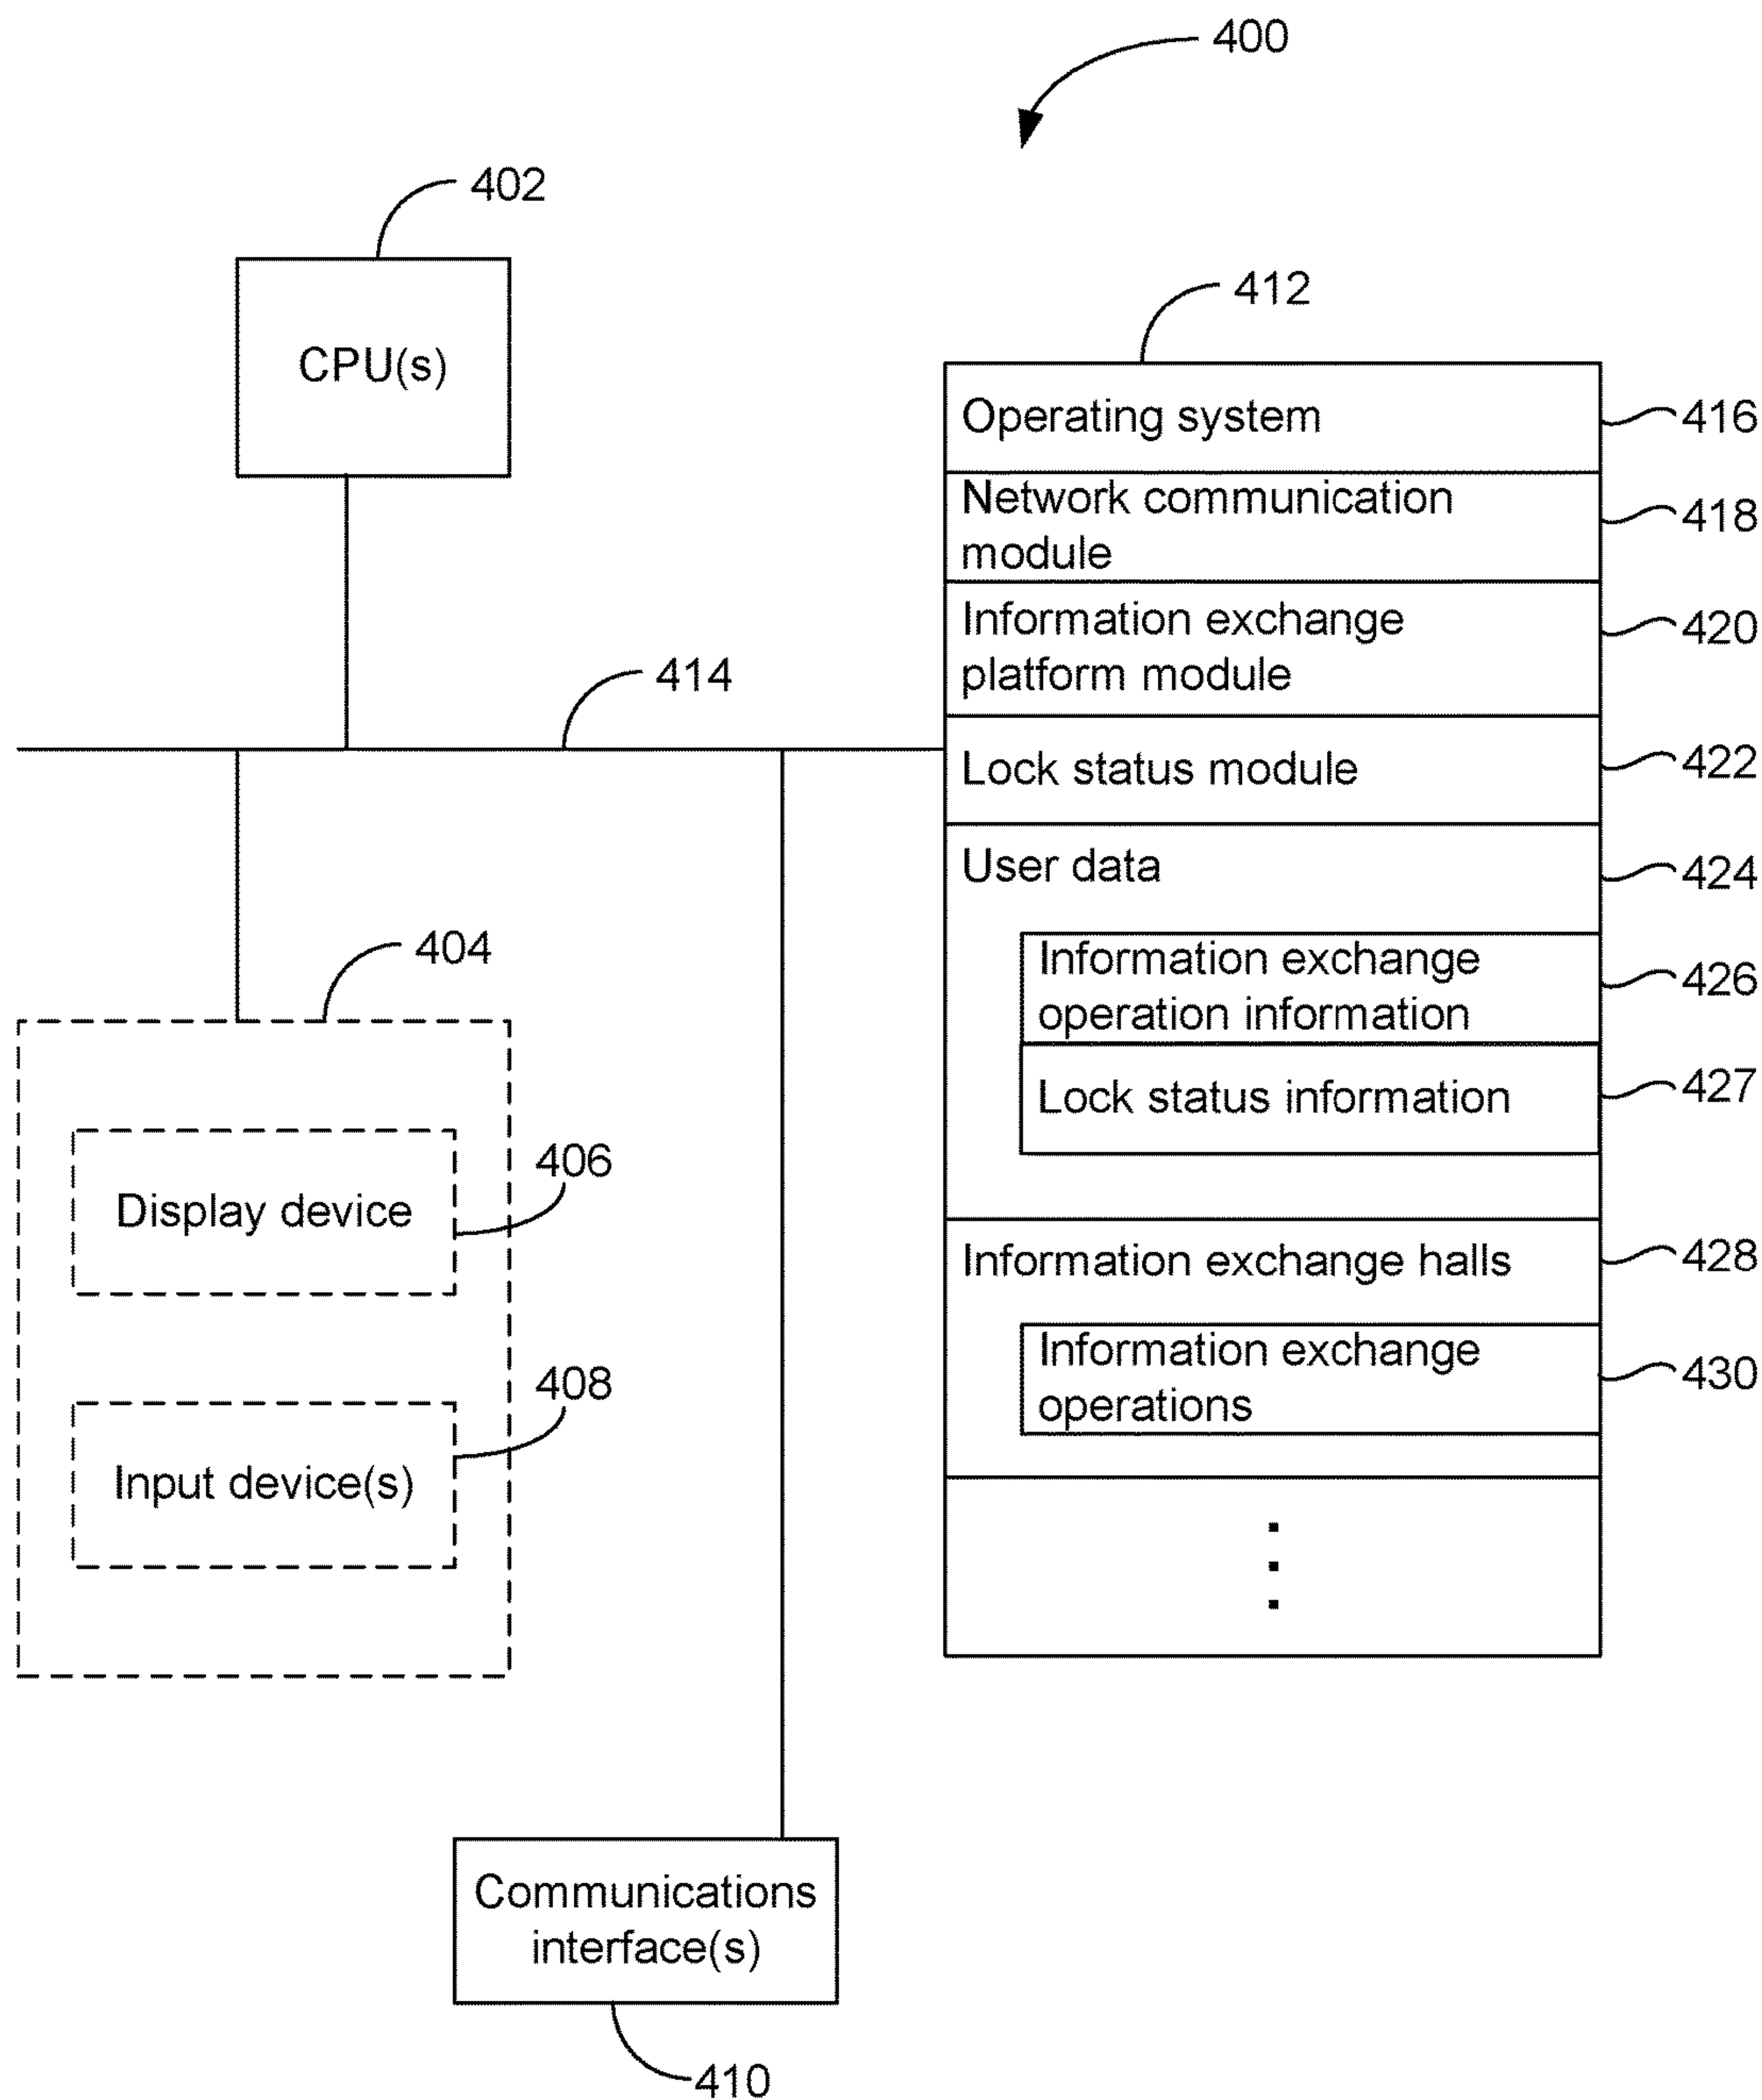 400
402
CPU(s)
412
Operating system
416
Network communication
module
418
Information exchange
platform module
420
414
Lock status module
422
User data
424
404
Information exchange
operation information
426
Lock status information
427
Display device
406
Information exchange halls
428
Information exchange
operations
430
Input device(s)
408
Communications
interface(s)
410